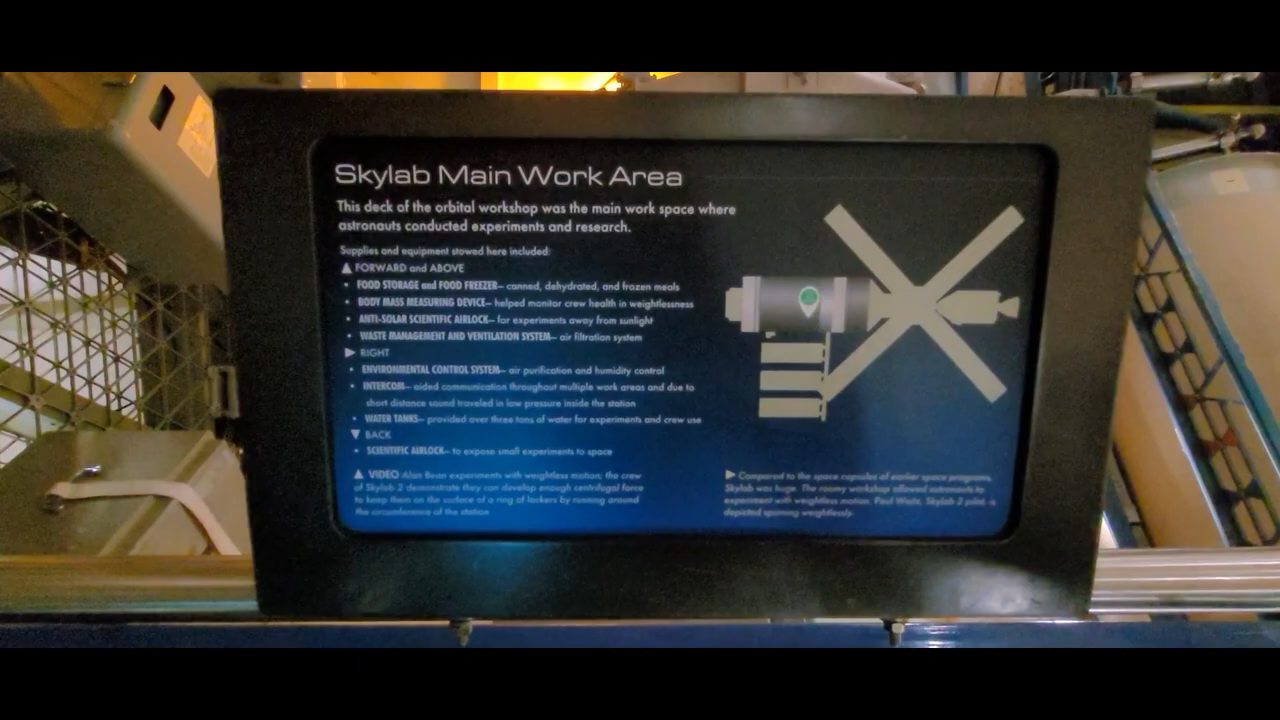 Skylab Main Work Area
This deck of the orbital workshop was the main work space where
astronauts conducted experiments and research.
Supplies and equipment stowed here included:
▲ FORWARD and ABOVE
• FOOD STORAGE and FOOD FREEZER– canned, dehydrated, and frozen meals
• BODY MASS MEASURING DEVICE– helped monitor crew health in weightlessness
• ANTI-SOLAR SCIENTIFIC AIRLOCK– for experiments away from sunlight
• WASTE MANAGEMENT AND VENTILATION SYSTEM– air filtration system
▶ RIGHT
• ENVIRONMENTAL CONTROL SYSTEM– air purification and humidity control
• INTERCOM– aided communication throughout multiple work areas and due to
short distance sound traveled in low pressure inside the station
• WATER TANKS– provided over three tons of water for experiments and crew use
▼ BACK
• SCIENTIFIC AIRLOCK– to expose small experiments to space
▲ VIDEO Alan Bean experiments with weightless motion; the crew
of Skylab 2 demonstrate they can develop enough centrifugal force
to keep them on the surface of a ring of lockers by running around
the circumference of the station.
▶ Compared to the space capsules of earlier space programs,
Skylab was huge. The roomy workshop allowed astronauts to
experiment with weightless motion. Paul Weitz, Skylab 2 pilot, is
depicted spinning weightlessly.